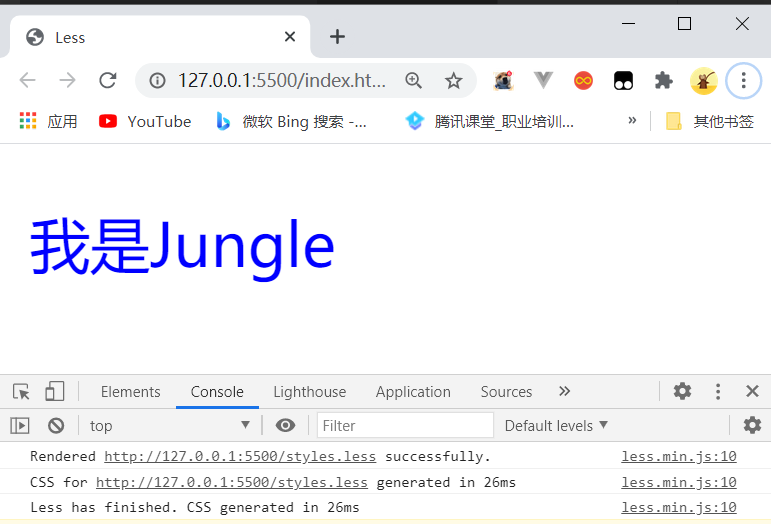 Less
127.0.0.1:5500/index.ht...
应用 YouTube 微软 Bing 搜索 -... 腾讯课堂_职业培训... » 其他书签
我是Jungle
Elements Console Lighthouse Application Sources »
top Filter Default levels
Rendered http://127.0.0.1:5500/styles.less successfully. less.min.js:10
CSS for http://127.0.0.1:5500/styles.less generated in 26ms less.min.js:10
Less has finished. CSS generated in 26ms less.min.js:10